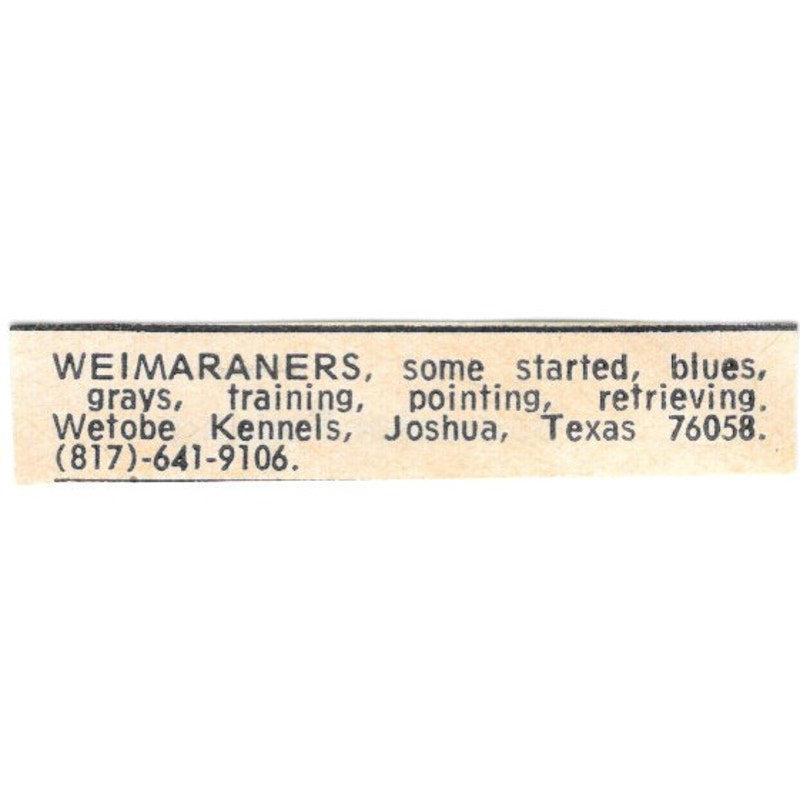 WEIMARANERS, some started, blues,
grays, training, pointing, retrieving.
Wetobe Kennels, Joshua, Texas 76058.
(817)-641-9106.